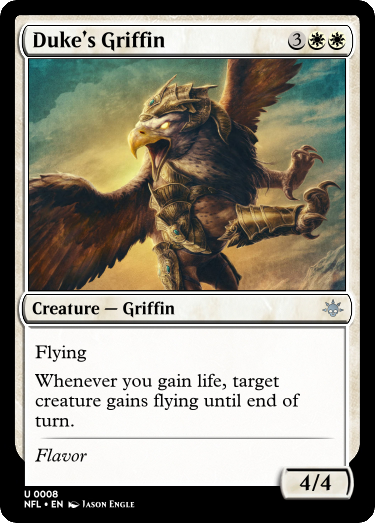 Duke's Griffin 3
Creature — Griffin
Flying
Whenever you gain life, target
creature gains flying until end of
turn.
Flavor
4/4
U 0008
NFL • EN Jason Engle